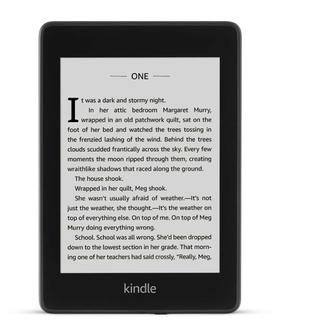 ONE
It was a dark and stormy night.
In her attic bedroom Margaret Murry,
wrapped in an old patchwork quilt, sat on the
foot of her bed and watched the trees tossing in
the frenzied lashing of the wind. Behind the trees
clouds scudded frantically across the sky. Every few
moments the moon ripped through them, creating
wraithlike shadows that raced along the ground.
The house shook.
Wrapped in her quilt, Meg shook.
She wasn't usually afraid of weather.—It's not
just the weather, she thought.—It's the weather on
top of everything else. On top of me. On top of Meg
Murry doing everything wrong.
School. School was all wrong. She'd been dropped
down to the lowest section in her grade. That morn-
ing one of her teachers had said crossly, "Really, Meg,
kindle